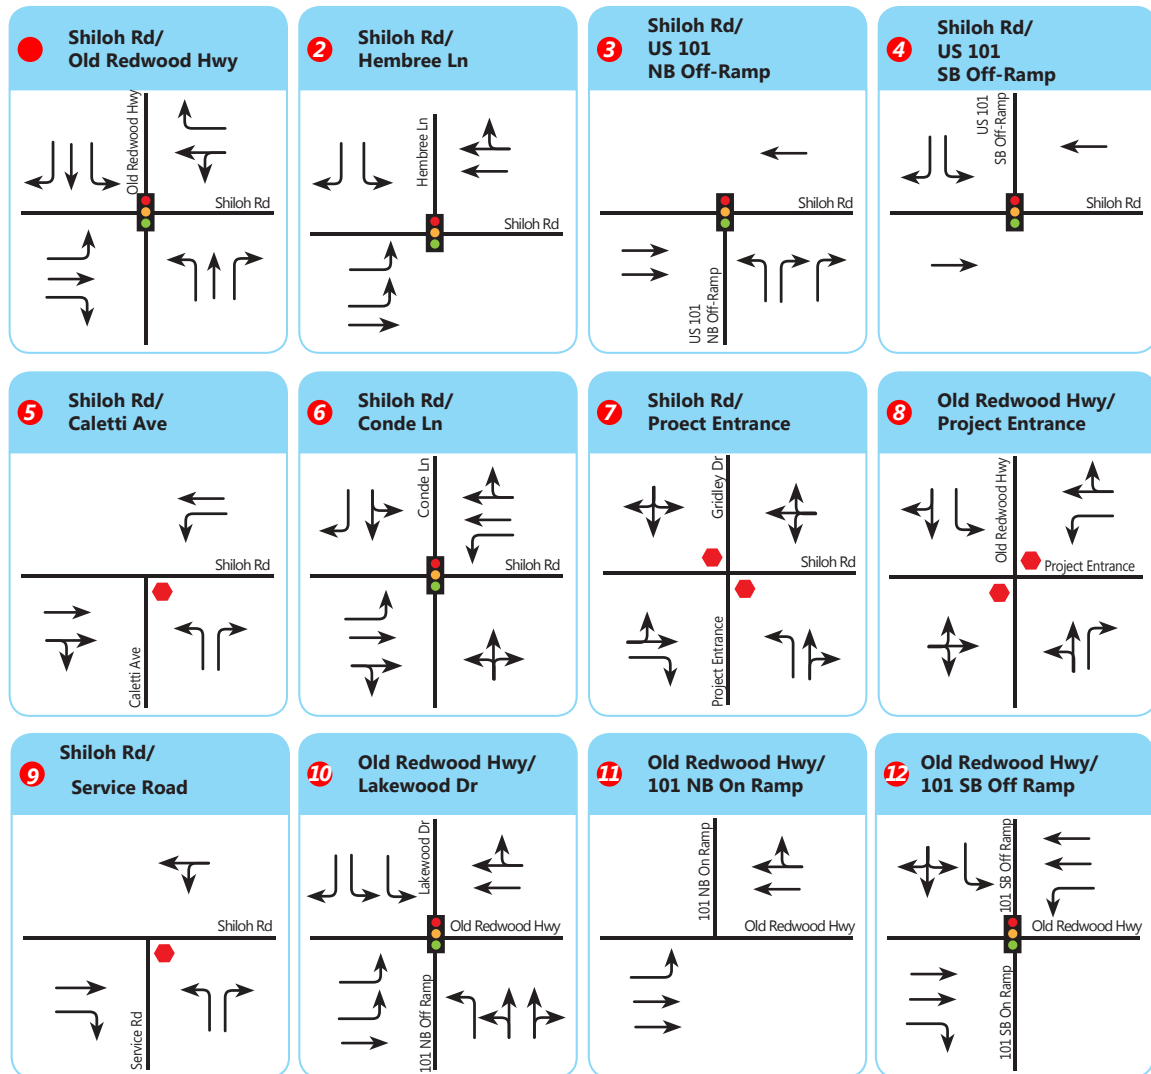 Shiloh Rd/
Old Redwood Hwy
Old Redwood Hwy
Shiloh Rd
2
Shiloh Rd/
Hembree Ln
Hembree Ln
Shiloh Rd
3
Shiloh Rd/
US 101
NB Off-Ramp
US 101
NB Off-Ramp
4
Shiloh Rd/
US 101
SB Off-Ramp
US 101
SB Off-Ramp
Shiloh Rd
5
Shiloh Rd/
Caletti Ave
Shiloh Rd
Caletti Ave
6
Shiloh Rd/
Conde Ln
Conde Ln
Shiloh Rd
7
Shiloh Rd/
Proect Entrance
Gridley Dr
Shiloh Rd
Project Entrance
8
Old Redwood Hwy/
Project Entrance
Old Redwood Hwy
Project Entrance
9
Shiloh Rd/
Service Road
Shiloh Rd
Service Rd
10
Old Redwood Hwy/
Lakewood Dr
Lakewood Dr
Old Redwood Hwy
101 NB Off Ramp
11
Old Redwood Hwy/
101 NB On Ramp
101 NB On Ramp
Old Redwood Hwy
12
Old Redwood Hwy/
101 SB Off Ramp
101 SB Off Ramp
Old Redwood Hwy
101 SB On Ramp